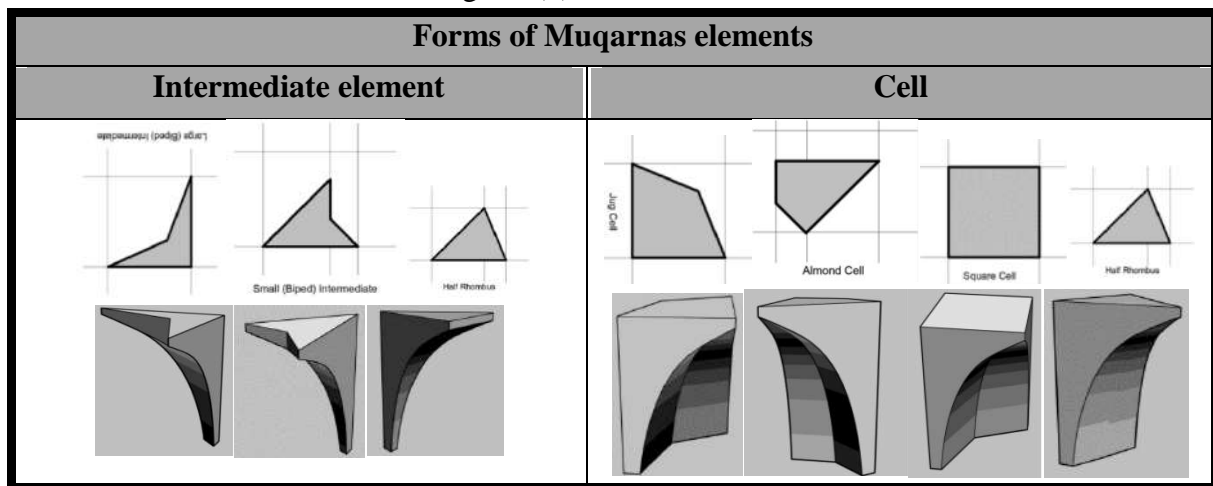 Forms of Muqarnas elements
Intermediate element
Cell
Large (Biped) Intermediate
Small (Biped) Intermediate
Half Rhombus
Jug Cell
Almond Cell
Square Cell
Half Rhombus